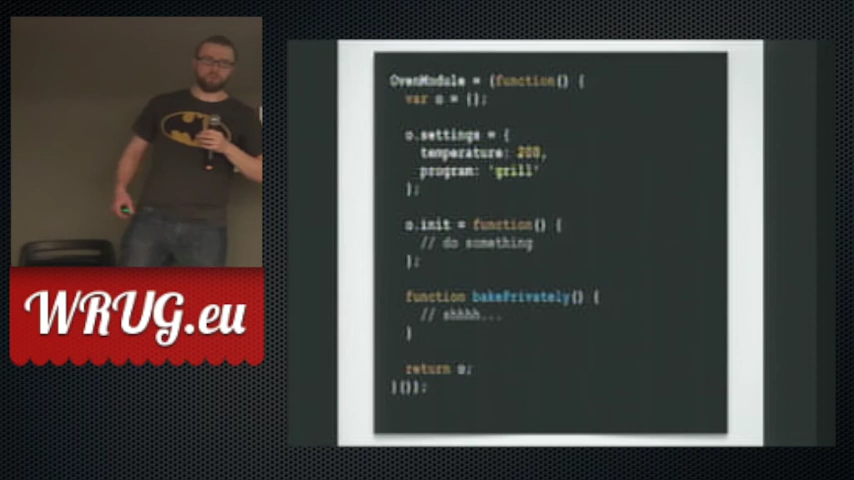 WRUG.eu
OvenModule = (function() {
var o = {};
o.settings = {
temperature: 200,
program: 'grill'
};
o.init = function() {
// do something
};
function bakePrivately() {
// shhhh...
}
return o;
}());